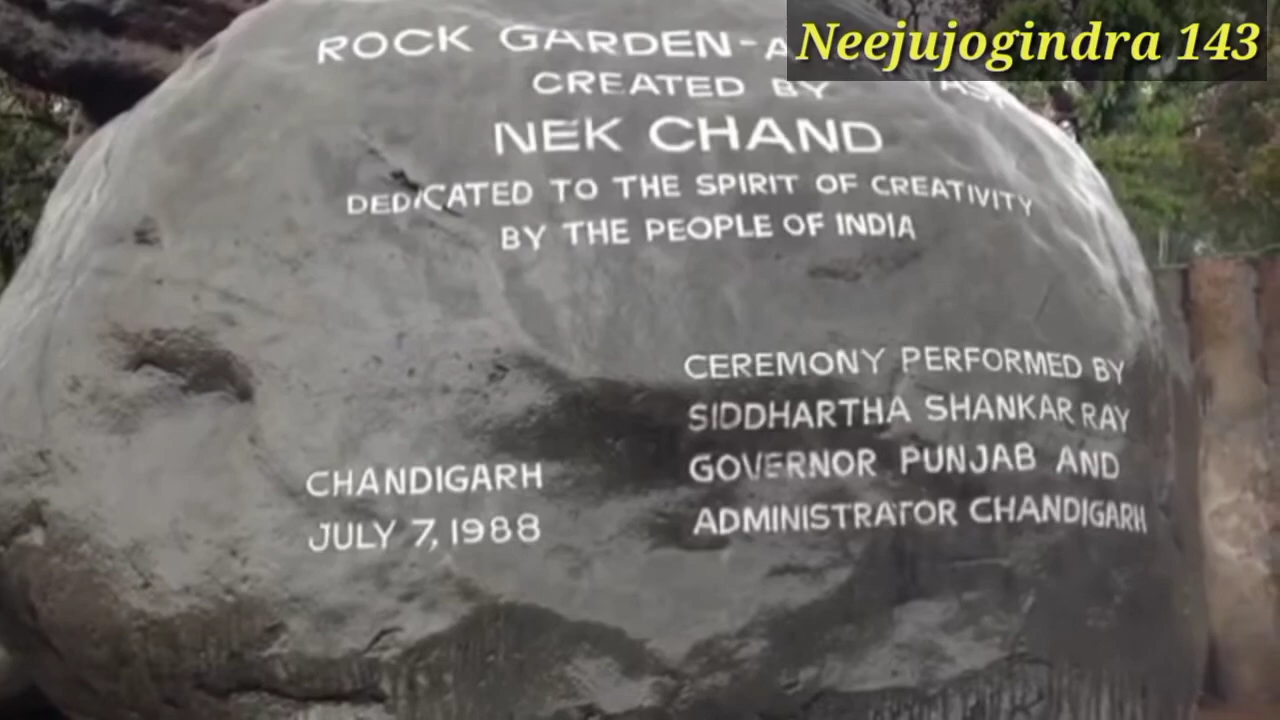 ROCK GARDEN-A
Neejujogindra 143
CREATED BY
NEK CHAND
DEDICATED TO THE SPIRIT OF CREATIVITY
BY THE PEOPLE OF INDIA
CEREMONY PERFORMED BY
SIDDHARTHA SHANKAR RAY
GOVERNOR PUNJAB AND
ADMINISTRATOR CHANDIGARH
CHANDIGARH
JULY 7, 1988